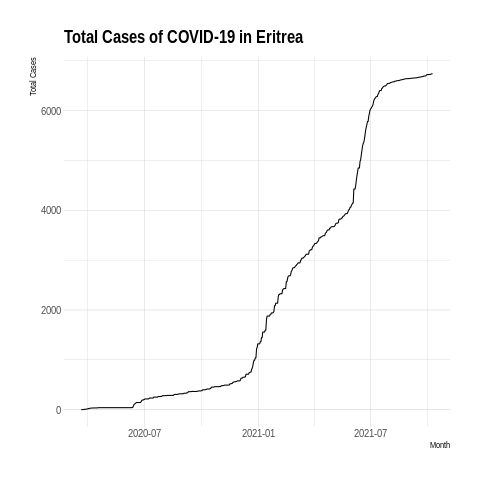 Total Cases of COVID-19 in Eritrea
Total Cases
6000
4000
2000
0
2020-07
2021-01
2021-07
Month